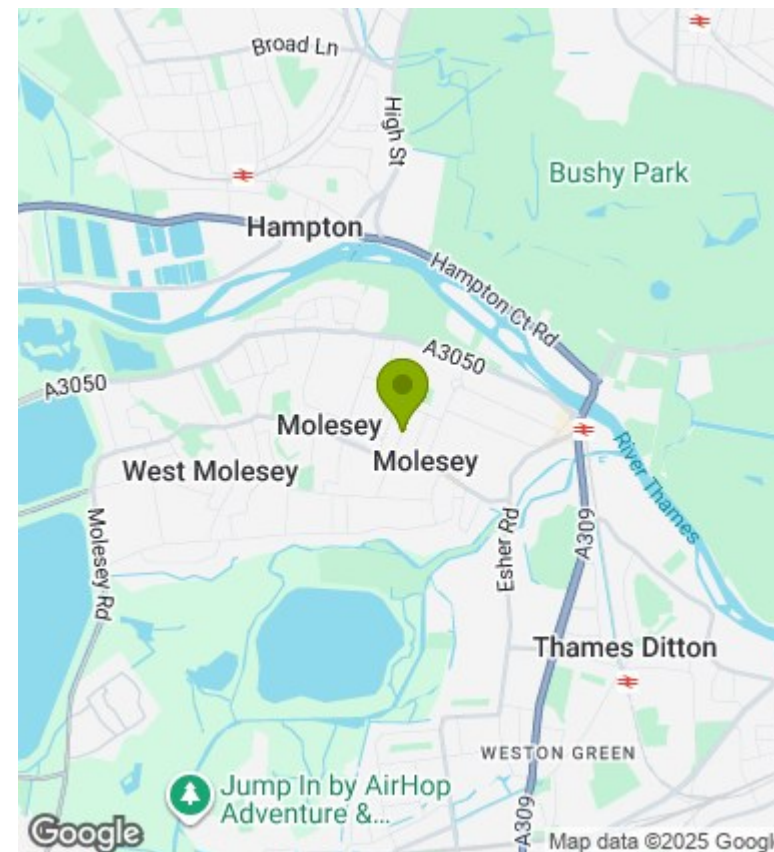 Broad Ln
High St
Bushy Park
Hampton
Hampton Ct Rd
A3050
A3050
Molesey
Molesey
West Molesey
River Thames
Molesey Rd
Esher Rd
A309
Thames Ditton
WESTON GREEN
Jump In by AirHop
Adventure &...
A309
Google
Map data ©2025 Googl